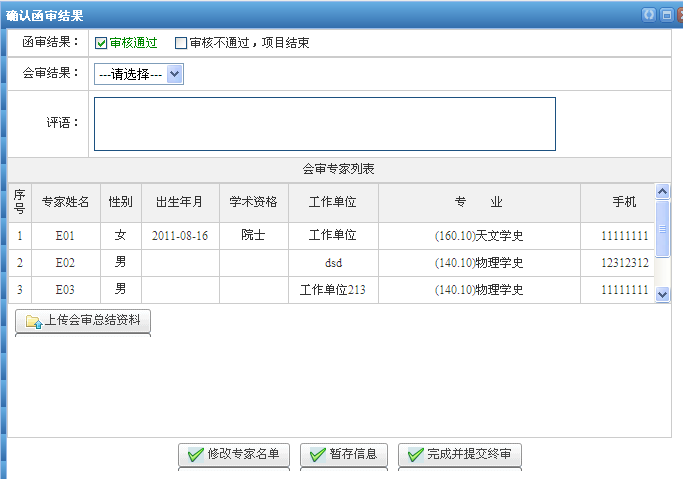 确认函审结果
函审结果： 审核通过 审核不通过，项目结束
会审结果： ---请选择---
评语：
会审专家列表
序号 专家姓名 性别 出生年月 学术资格 工作单位 专 业 手机
1 E01 女 2011-08-16 院士 工作单位 (160.10)天文学史 11111111
2 E02 男 dsd (140.10)物理学史 12312312
3 E03 男 工作单位213 (140.10)物理学史 11111111
上传会审总结资料
修改专家名单 暂存信息 完成并提交终审